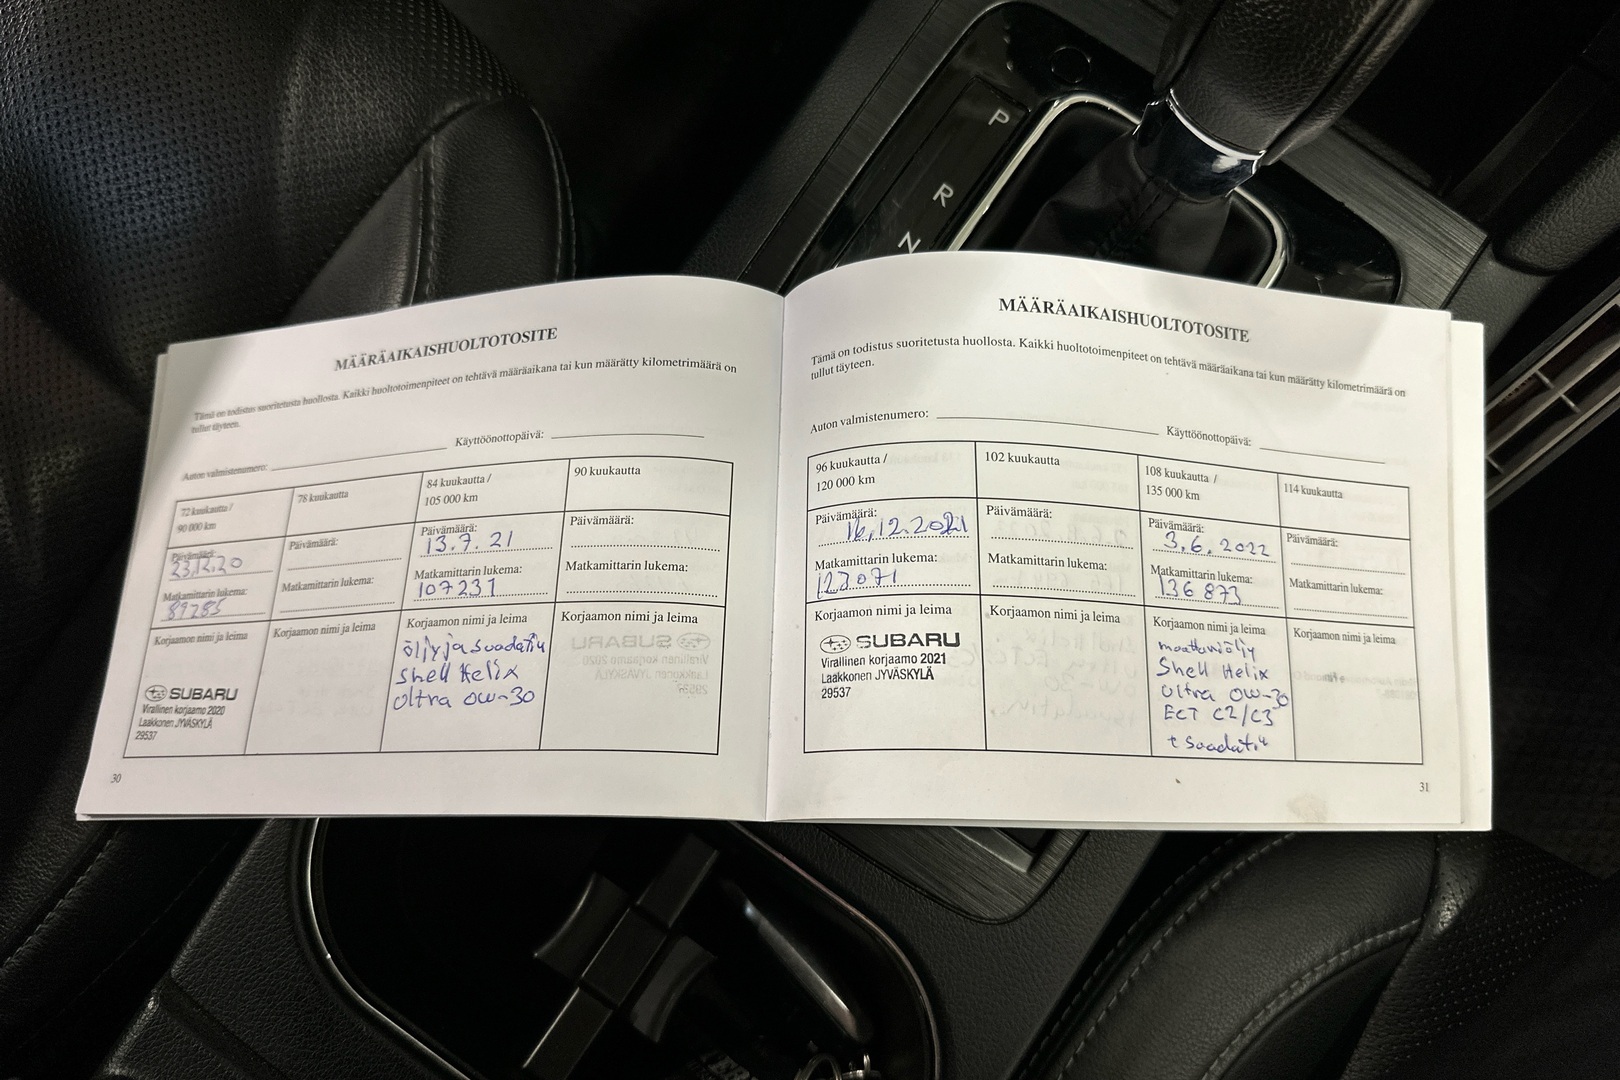 P
R
N
MÄÄRÄAIKAISHUOLTOTOSITE
Tämä on todistus suoritetusta huollosta. Kaikki huoltotoimenpiteet on tehtävä määräaikana tai kun määrätty kilometrimäärä on
tullut täyteen.
Auton valmistenumero: Käyttöönottopäivä:
72 kuukautta /
90 000 km
78 kuukautta
84 kuukautta /
105 000 km
90 kuukautta
Päivämäärä:
23.12.20
Päivämäärä:
Päivämäärä:
13.7.21
Päivämäärä:
Matkamittarin lukema:
89285
Matkamittarin lukema:
Matkamittarin lukema:
107231
Matkamittarin lukema:
Korjaamon nimi ja leima
SUBARU
Virallinen korjaamo 2020
Laakkonen JYVÄSKYLÄ
29537
Korjaamon nimi ja leima
Korjaamon nimi ja leima
öljy ja suodatin
Shell Helix
Ultra 0W-30
Korjaamon nimi ja leima
30
MÄÄRÄAIKAISHUOLTOTOSITE
Tämä on todistus suoritetusta huollosta. Kaikki huoltotoimenpiteet on tehtävä määräaikana tai kun määrätty kilometrimäärä on
tullut täyteen.
Auton valmistenumero: Käyttöönottopäivä:
96 kuukautta /
120 000 km
102 kuukautta
108 kuukautta /
135 000 km
114 kuukautta
Päivämäärä:
16.12.2021
Päivämäärä:
Päivämäärä:
3.6.2022
Päivämäärä:
Matkamittarin lukema:
123071
Matkamittarin lukema:
Matkamittarin lukema:
136873
Matkamittarin lukema:
Korjaamon nimi ja leima
SUBARU
Virallinen korjaamo 2021
Laakkonen JYVÄSKYLÄ
29537
Korjaamon nimi ja leima
Korjaamon nimi ja leima
moottoriöljy
Shell Helix
Ultra 0W-30
ECT C2/C3
+ suodatin
Korjaamon nimi ja leima
31